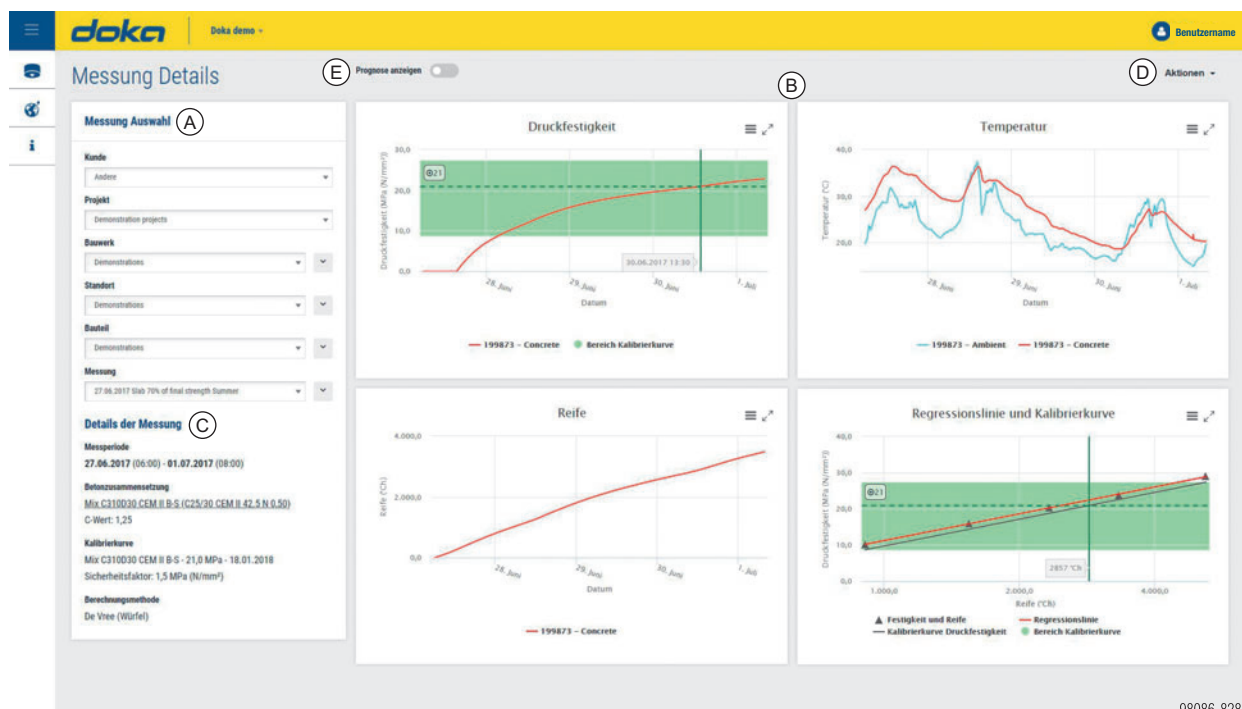 doka
Doka demo
Benutzername
Messung Details
E
Prognose anzeigen
B
D
Aktionen
Messung Auswahl
A
Kunde
Andere
Projekt
Demonstration projects
Bauwerk
Demonstrations
Standort
Demonstrations
Bauteil
Demonstrations
Messung
27.06.2017 Slab 70% of final strength Summer
Details der Messung
C
Messperiode
27.06.2017 (06:00) - 01.07.2017 (08:00)
Betonzusammensetzung
Mix C310D30 CEM II B-S (C25/30 CEM II 42,5 N 0.50)
C-Wert: 1,25
Kalibrierkurve
Mix C310D30 CEM II B-S - 21,0 MPa - 18.01.2018
Sicherheitsfaktor: 1,5 MPa (N/mm²)
Berechnungsmethode
De Vree (Würfel)
Druckfestigkeit
30,0
20,0
10,0
0,0
Druckfestigkeit (MPa (N/mm²))
21
30.06.2017 13:30
28. Juni
29. Juni
30. Juni
1. Juli
Datum
199873 – Concrete
Bereich Kalibrierkurve
Temperatur
40,0
30,0
20,0
Temperatur (°C)
28. Juni
29. Juni
30. Juni
1. Juli
Datum
199873 – Ambient
199873 – Concrete
Reife
4.000,0
2.000,0
0,0
Reife (°Ch)
28. Juni
29. Juni
30. Juni
1. Juli
Datum
199873 – Concrete
Regressionslinie und Kalibrierkurve
40,0
30,0
20,0
10,0
0,0
Druckfestigkeit (MPa (N/mm²))
21
2857 °Ch
1.000,0
2.000,0
4.000,0
Reife (°Ch)
Festigkeit und Reife
Regressionslinie
Kalibrierkurve Druckfestigkeit
Bereich Kalibrierkurve